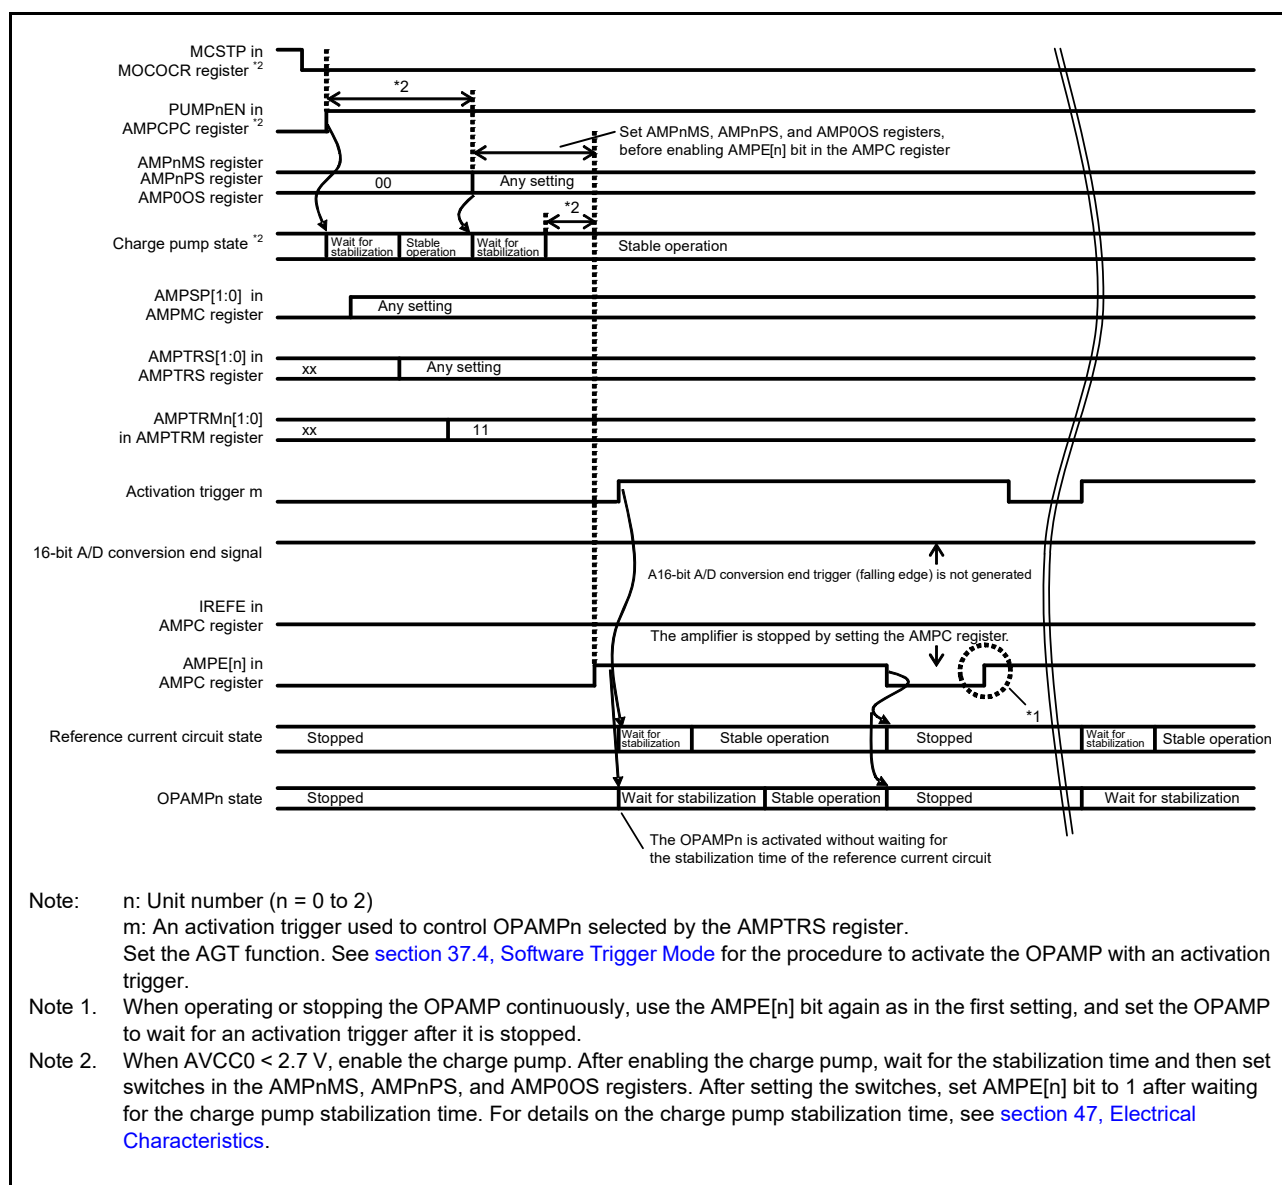 MCSTP in
MOCOCR register *2
*2
PUMPnEN in
AMPCPC register *2
Set AMPnMS, AMPnPS, and AMP0OS registers,
before enabling AMPE[n] bit in the AMPC register
AMPnMS register
AMPnPS register
AMP0OS register
00
Any setting
*2
Charge pump state *2
Wait for
stabilization
Stable
operation
Wait for
stabilization
Stable operation
AMPSP[1:0] in
AMPMC register
Any setting
AMPTRS[1:0] in
AMPTRS register
xx
Any setting
AMPTRMn[1:0]
in AMPTRM register
xx
11
Activation trigger m
16-bit A/D conversion end signal
A16-bit A/D conversion end trigger (falling edge) is not generated
IREFE in
AMPC register
The amplifier is stopped by setting the AMPC register.
AMPE[n] in
AMPC register
*1
Reference current circuit state
Stopped
Wait for
stabilization
Stable operation
Stopped
Wait for
stabilization
Stable operation
OPAMPn state
Stopped
Wait for stabilization
Stable operation
Stopped
Wait for stabilization
The OPAMPn is activated without waiting for
the stabilization time of the reference current circuit
Note: n: Unit number (n = 0 to 2)
m: An activation trigger used to control OPAMPn selected by the AMPTRS register.
Set the AGT function. See section 37.4, Software Trigger Mode for the procedure to activate the OPAMP with an activation
trigger.
Note 1. When operating or stopping the OPAMP continuously, use the AMPE[n] bit again as in the first setting, and set the OPAMP
to wait for an activation trigger after it is stopped.
Note 2. When AVCC0 < 2.7 V, enable the charge pump. After enabling the charge pump, wait for the stabilization time and then set
switches in the AMPnMS, AMPnPS, and AMP0OS registers. After setting the switches, set AMPE[n] bit to 1 after waiting
for the charge pump stabilization time. For details on the charge pump stabilization time, see section 47, Electrical
Characteristics.